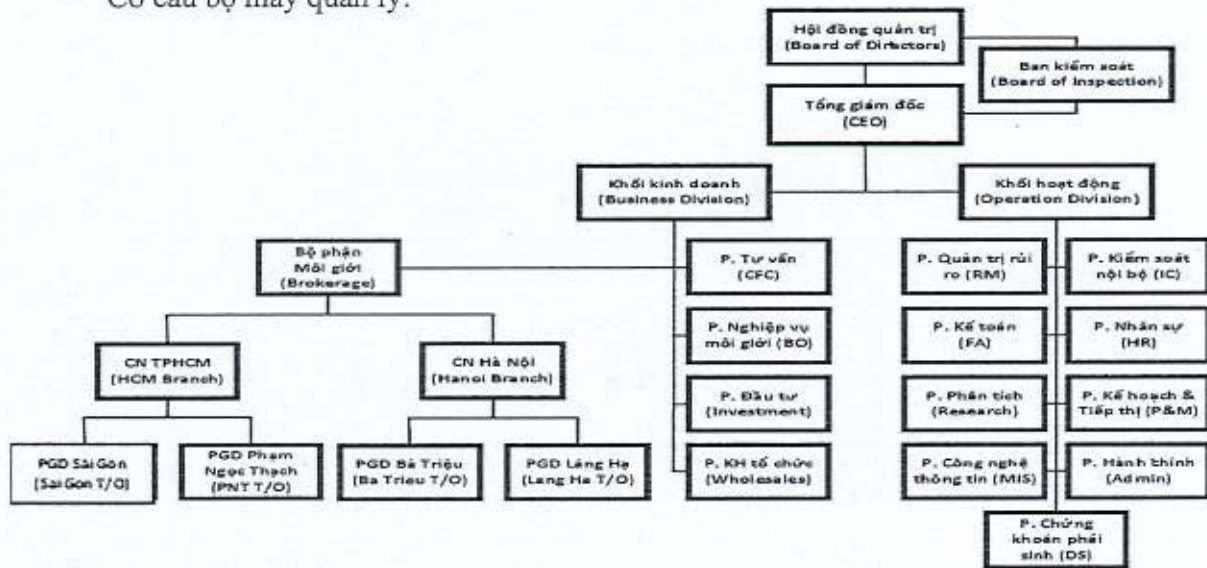 Cơ cấu bộ máy quản lý:
Hội đồng quản trị
(Board of Directors)
Ban kiểm soát
(Board of Inspection)
Tổng giám đốc
(CEO)
Khối kinh doanh
(Business Division)
Khối hoạt động
(Operation Division)
Bộ phận
Môi giới
(Brokerage)
P. Tư vấn
(CFC)
P. Quản trị rủi
ro (RM)
P. Kiểm soát
nội bộ (IC)
CN TPHCM
(HCM Branch)
CN Hà Nội
(Hanoi Branch)
P. Nghiệp vụ
môi giới (BO)
P. Kế toán
(FA)
P. Nhân sự
(HR)
P. Đầu tư
(Investment)
P. Phân tích
(Research)
P. Kế hoạch &
Tiếp thị (P&M)
PGD Sài Gòn
(Sai Gon T/O)
PGD Phạm
Ngọc Thạch
(PNT T/O)
PGD Bà Triệu
(Ba Trieu T/O)
PGD Láng Hạ
(Lang Ha T/O)
P. KH tổ chức
(Wholesales)
P. Công nghệ
thông tin (MIS)
P. Hành chính
(Admin)
P. Chứng
khoán phái
sinh (DS)